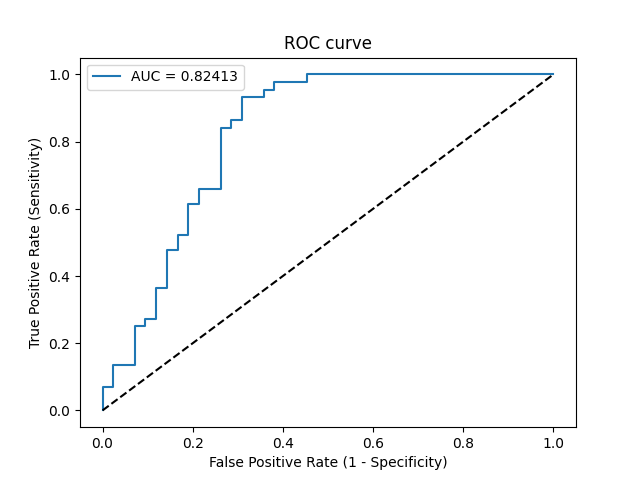 ROC curve
AUC = 0.82413
1.0
0.8
0.6
0.4
0.2
0.0
True Positive Rate (Sensitivity)
0.0 0.2 0.4 0.6 0.8 1.0
False Positive Rate (1 - Specificity)